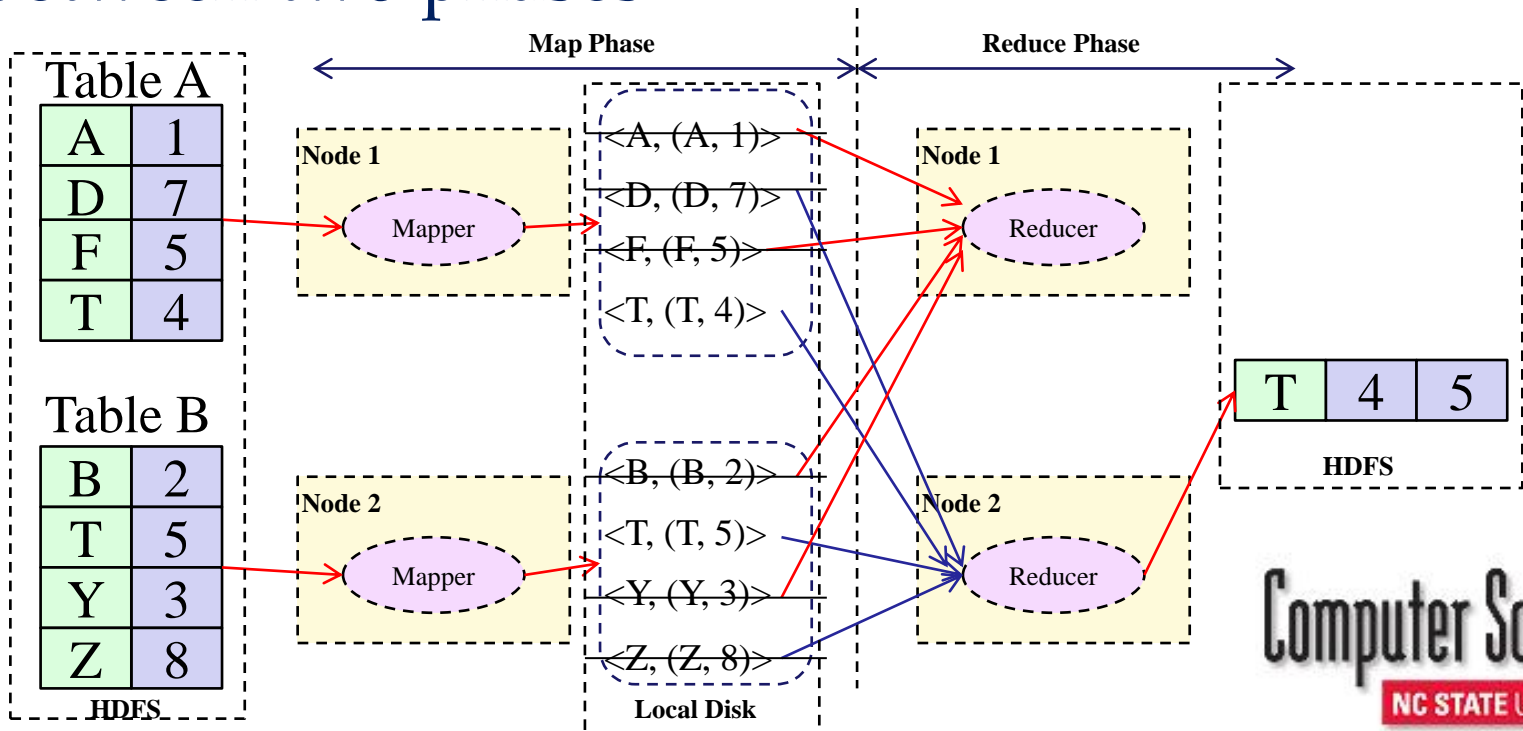 phases
Map Phase
Reduce Phase
Table A
A 1
D 7
F 5
T 4
Table B
B 2
T 5
Y 3
Z 8
HDFS
Node 1
Mapper
Node 2
Mapper
<A, (A, 1)>
<D, (D, 7)>
<F, (F, 5)>
<T, (T, 4)>
<B, (B, 2)>
<T, (T, 5)>
<Y, (Y, 3)>
<Z, (Z, 8)>
Local Disk
Node 1
Reducer
Node 2
Reducer
T 4 5
HDFS
Computer
NC STATE